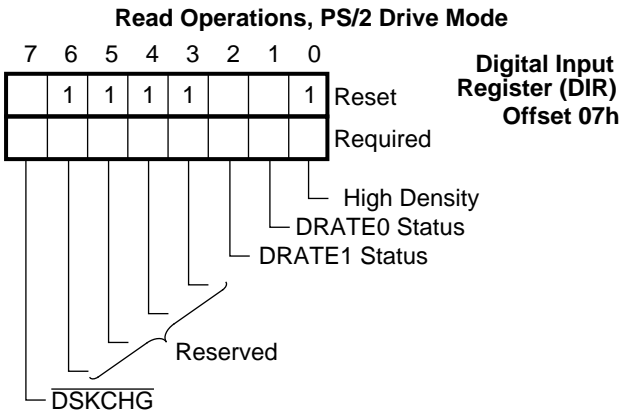 Read Operations, PS/2 Drive Mode
7 6 5 4 3 2 1 0
Digital Input
Register (DIR)
Offset 07h
1 1 1 1 1 Reset
Required
High Density
DRATE0 Status
DRATE1 Status
Reserved
DSKCHG